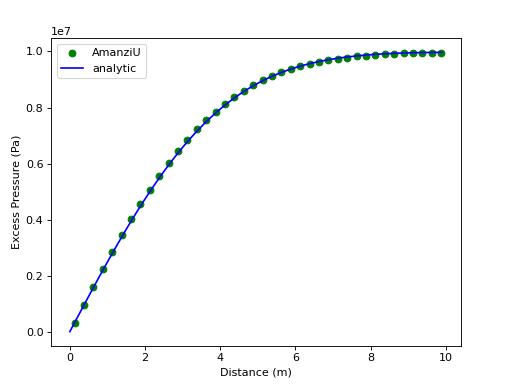 1e7
AmanziU
analytic
1.0
0.8
0.6
0.4
0.2
0.0
Excess Pressure (Pa)
0 2 4 6 8 10
Distance (m)